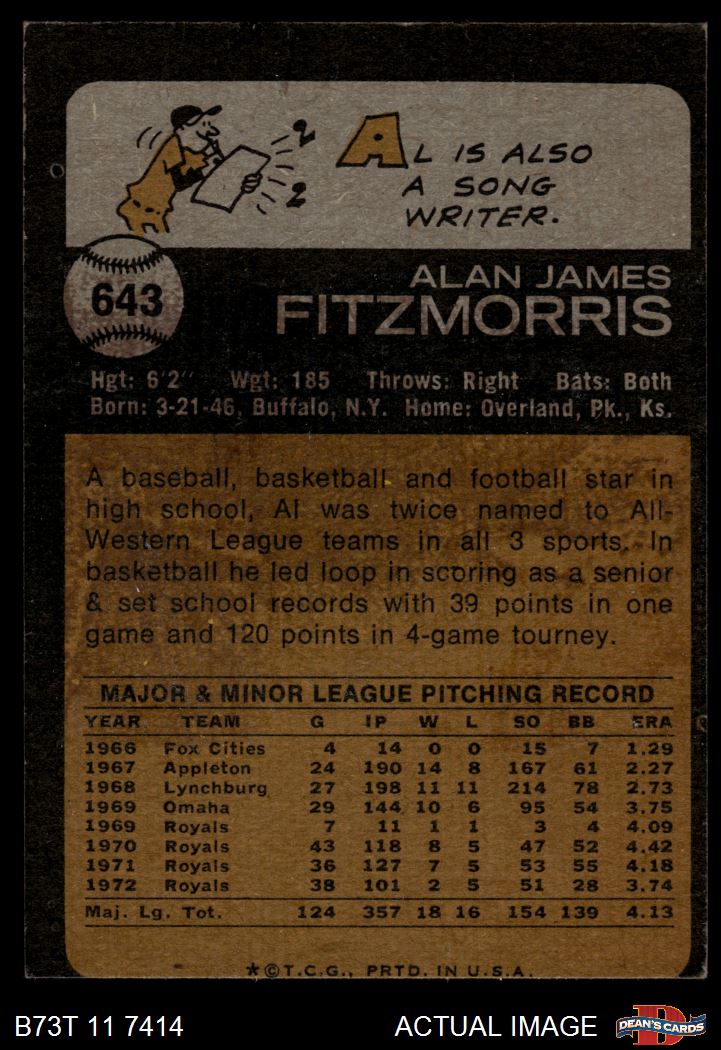 2
2
AL IS ALSO
A SONG
WRITER.
643
ALAN JAMES
FITZMORRIS
Hgt: 6'2" Wgt: 185 Throws: Right Bats: Both
Born: 3-21-46, Buffalo, N.Y. Home: Overland, Pk., Ks.
A baseball, basketball and football star in
high school, Al was twice named to All-
Western League teams in all 3 sports. In
basketball he led loop in scoring as a senior
& set school records with 39 points in one
game and 120 points in 4-game tourney.
MAJOR & MINOR LEAGUE PITCHING RECORD
YEAR TEAM G IP W L SO BB ERA
1966 Fox Cities 4 14 0 0 15 7 1.29
1967 Appleton 24 190 14 8 167 61 2.27
1968 Lynchburg 27 198 11 11 214 78 2.73
1969 Omaha 29 144 10 6 95 54 3.75
1969 Royals 7 11 1 1 3 4 4.09
1970 Royals 43 118 8 5 47 52 4.42
1971 Royals 36 127 7 5 53 55 4.18
1972 Royals 38 101 2 5 51 28 3.74
Maj. Lg. Tot. 124 357 18 16 154 139 4.13
★©T.C.G., PRTD. IN U.S.A.
B73T 11 7414 ACTUAL IMAGE
D
DEAN'S CARDS